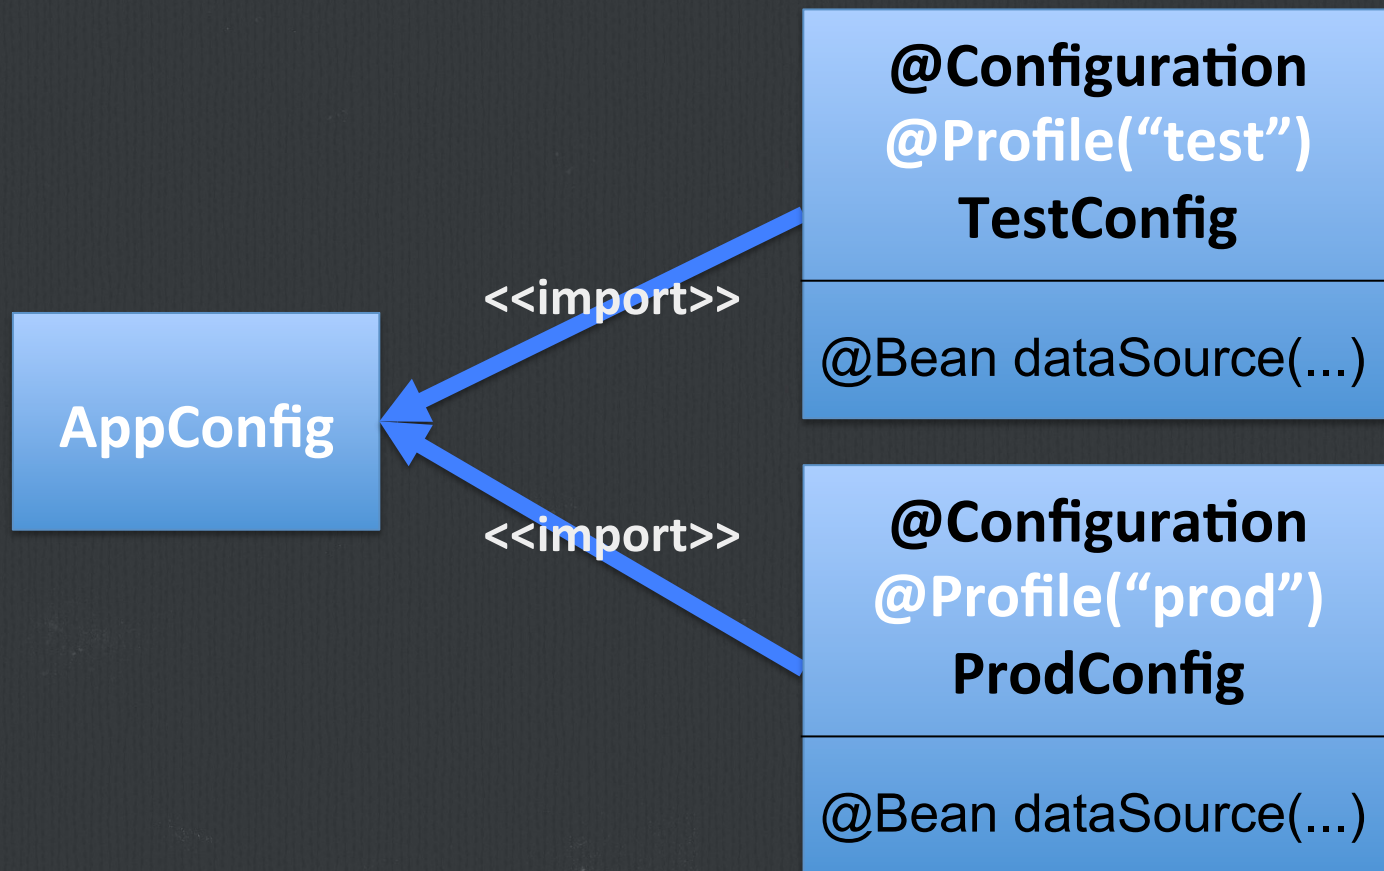 @Configuration
@Profile(“test”)
TestConfig
<<import>>
@Bean dataSource(...)
AppConfig
<<import>>
@Configuration
@Profile(“prod”)
ProdConfig
@Bean dataSource(...)